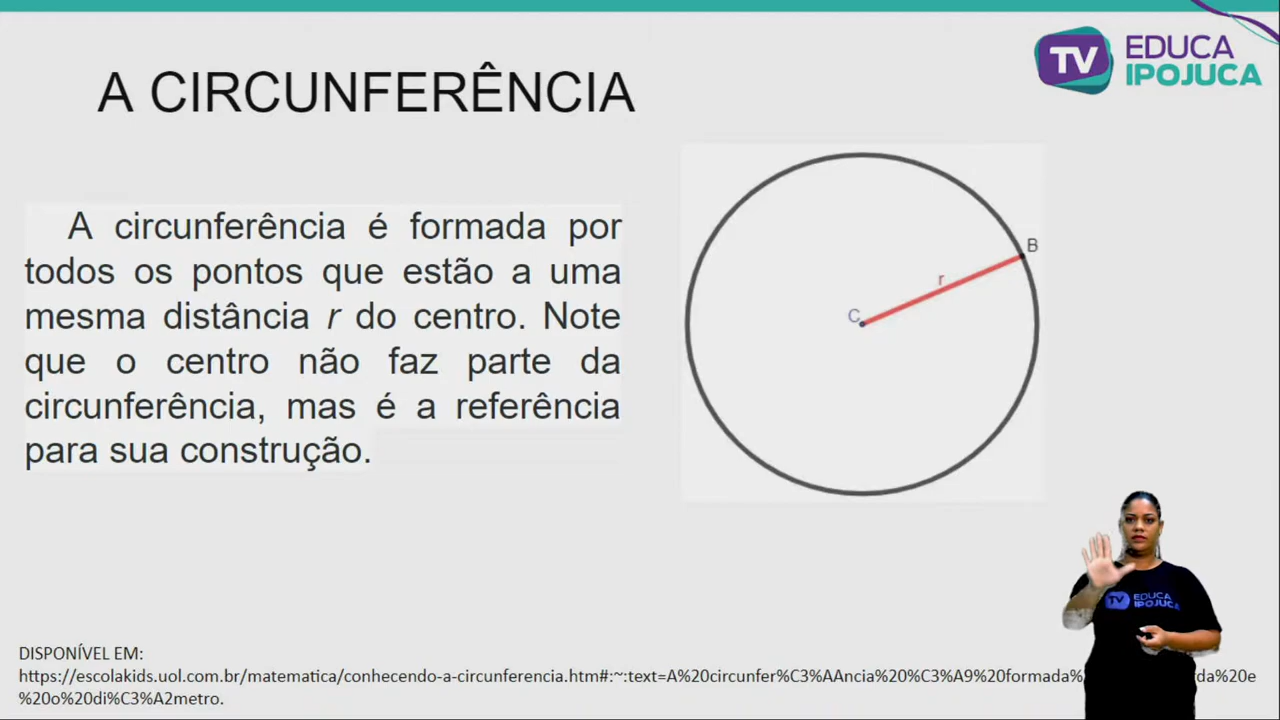 TV EDUCA
IPOJUCA
A CIRCUNFERÊNCIA
A circunferência é formada por
todos os pontos que estão a uma
mesma distância r do centro. Note
que o centro não faz parte da
circunferência, mas é a referência
para sua construção.
B
r
C
TV EDUCA
IPOJUCA
DISPONÍVEL EM:
https://escolakids.uol.com.br/matematica/conhecendo-a-circunferencia.htm#:~:text=A%20circunfer%C3%AAncia%20%C3%A9%20formada% da%20e
%20o%20di%C3%A2metro.